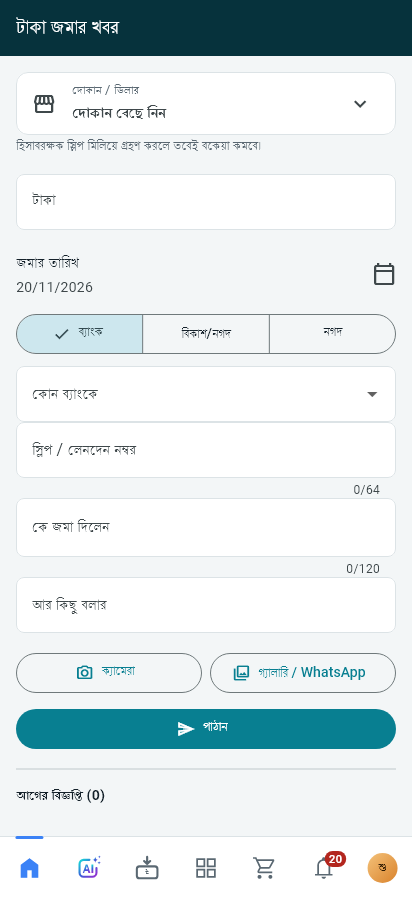 টাকা জমার খবর
দোকান / ডিলার
দোকান বেছে নিন
হিসাবরক্ষক স্লিপ মিলিয়ে গ্রহণ করলে তবেই বকেয়া কমবে।
টাকা
জমার তারিখ
20/11/2026
ব্যাংক
বিকাশ/নগদ
নগদ
কোন ব্যাংকে
স্লিপ / লেনদেন নম্বর
0/64
কে জমা দিলেন
0/120
আর কিছু বলার
ক্যামেরা
গ্যালারি / WhatsApp
পাঠান
আগের বিজ্ঞপ্তি (0)
Ai
৳
20
শু